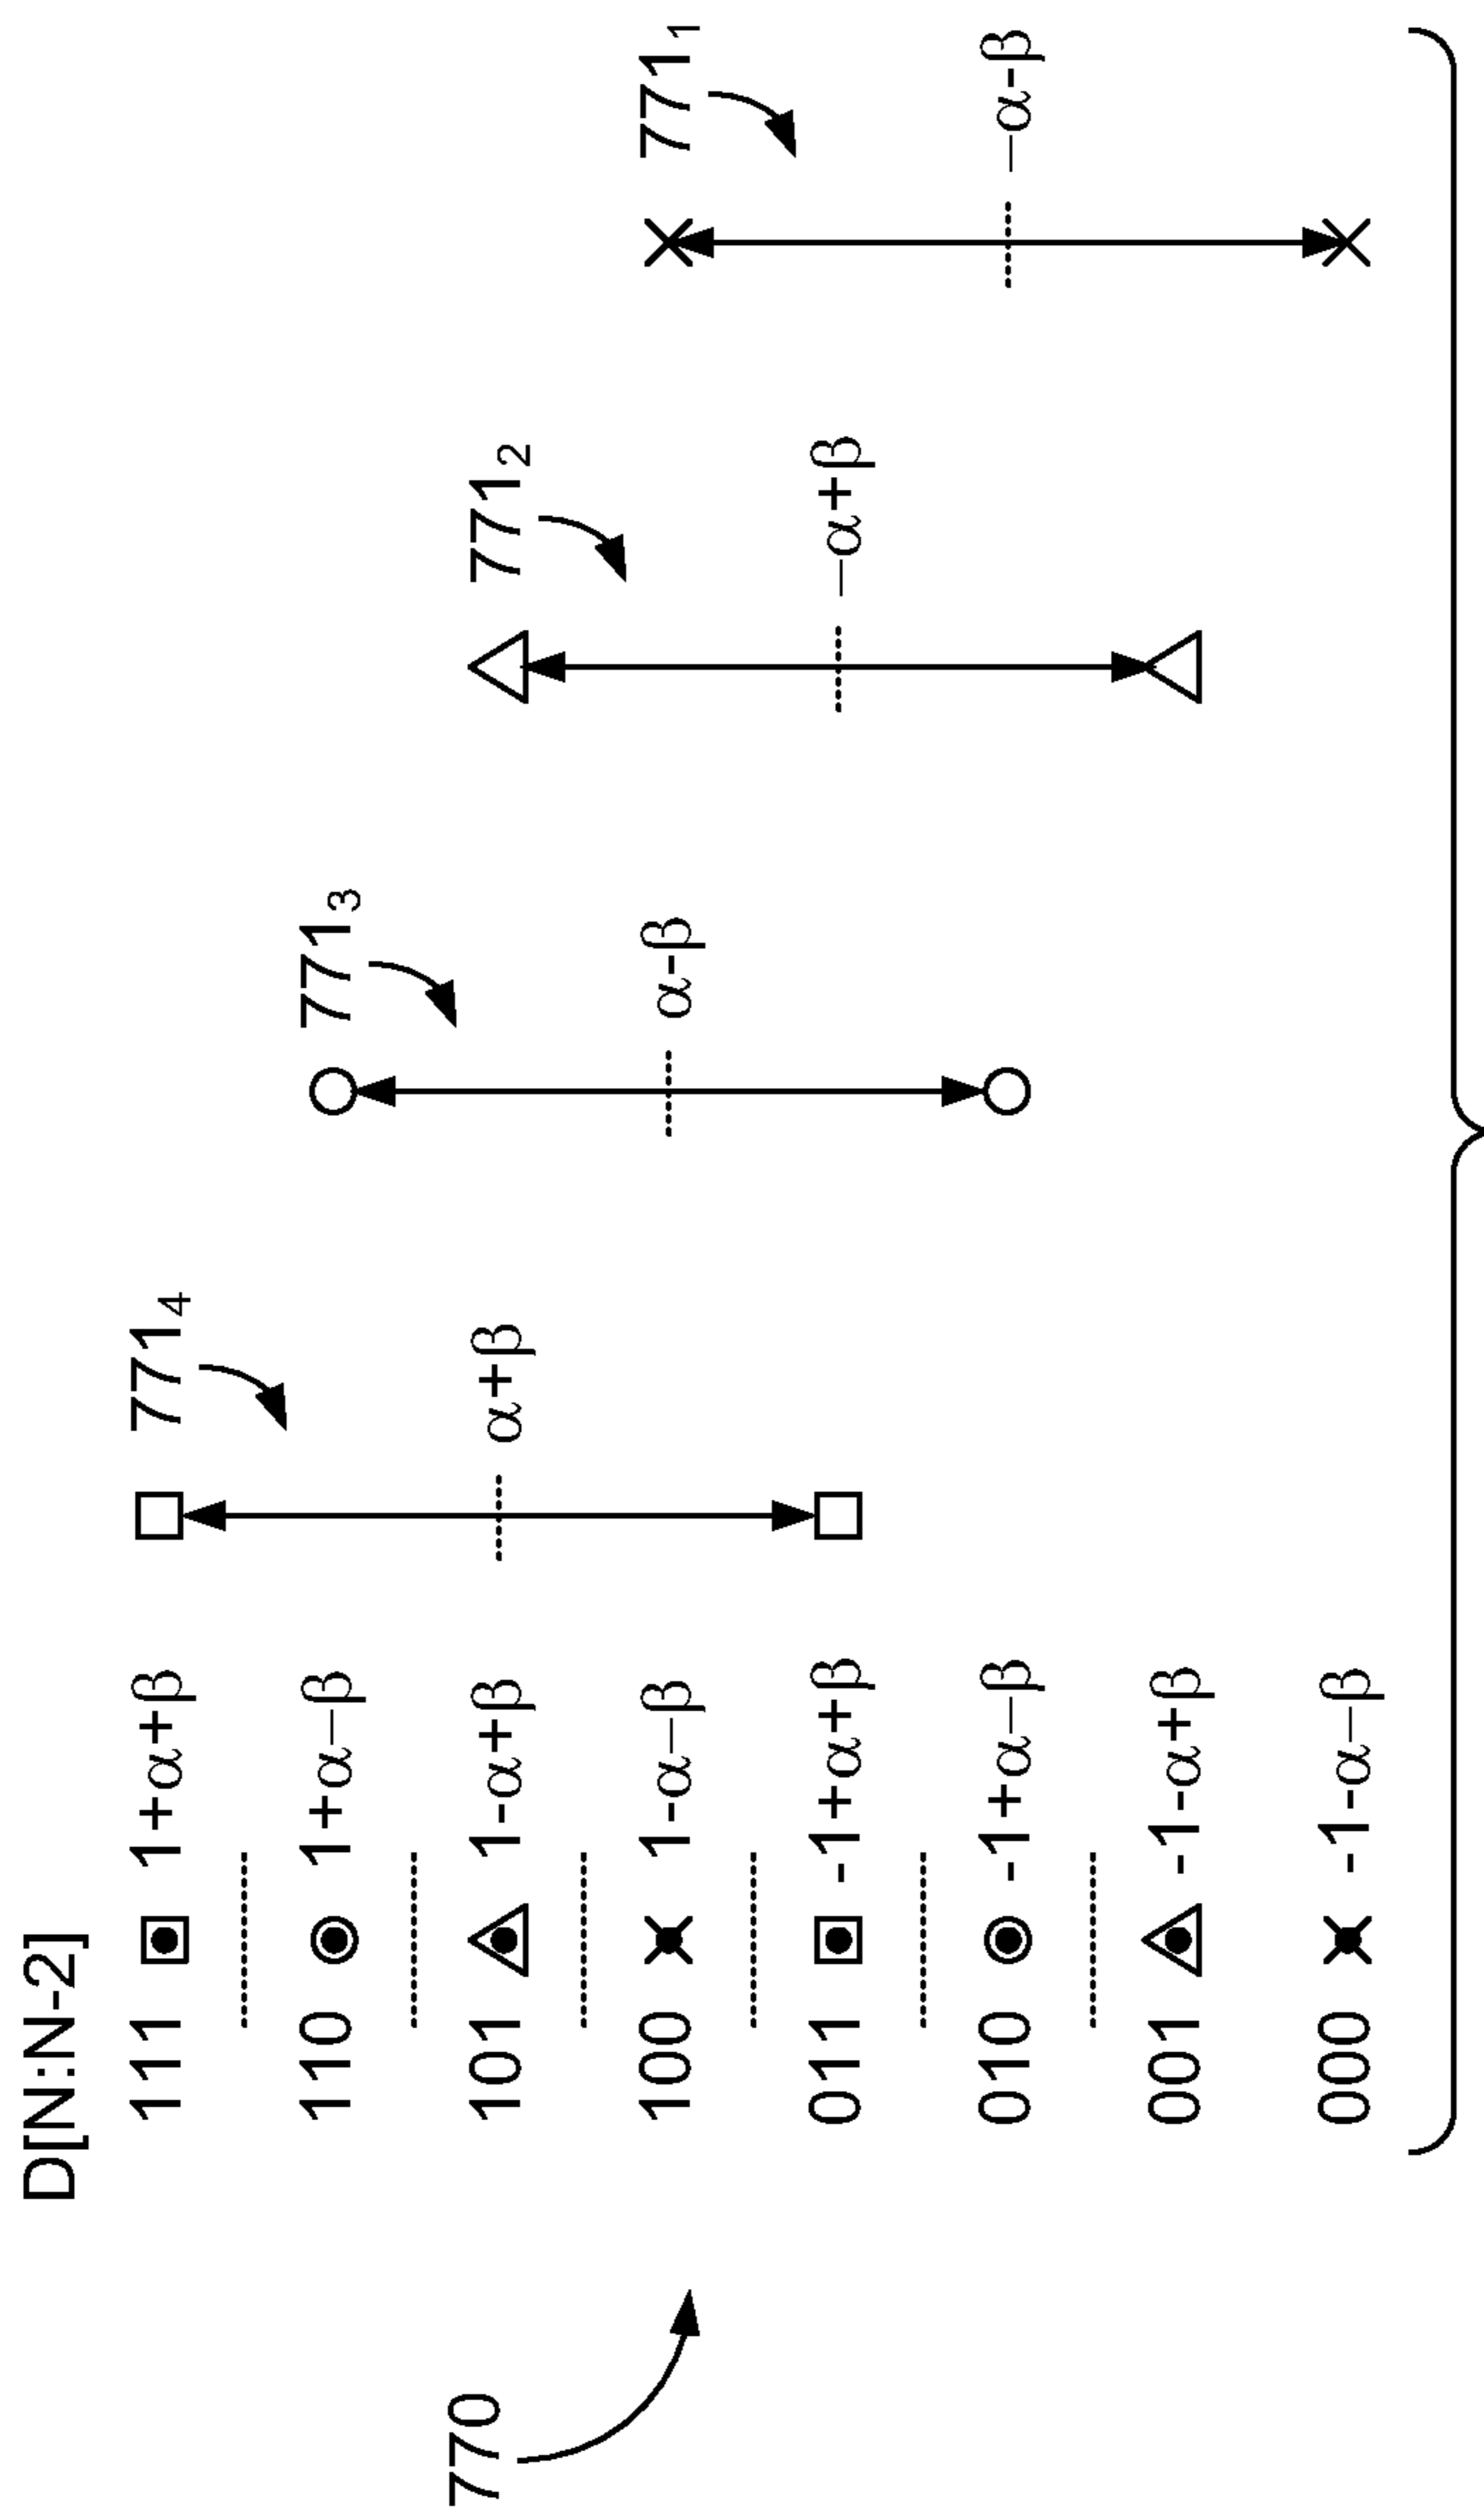 D[N:N-2]
111 1+α+β
110 1+α–β
101 1-α+β
100 1-α–β
011 -1+α+β
010 -1+α–β
001 -1-α+β
000 -1-α–β
770
771₄
α+β
771₃
α-β
771₂
–α+β
771₁
–α-β